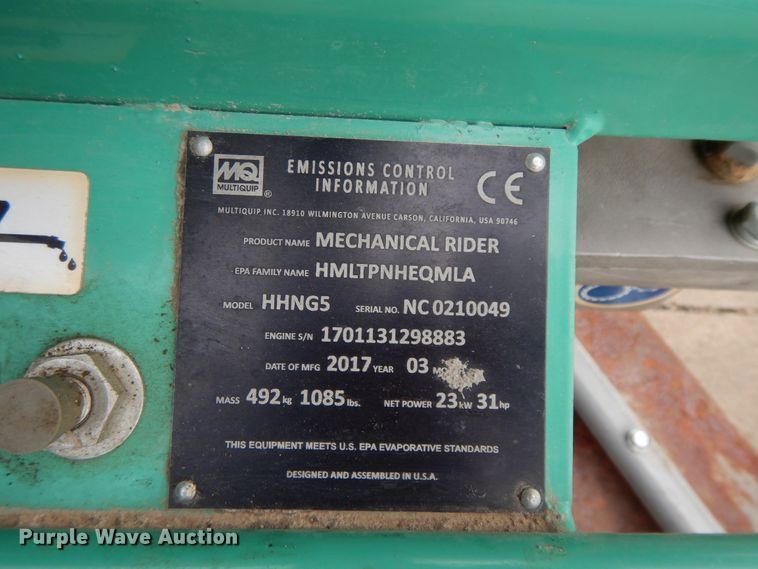 MQ
MULTIQUIP
®
EMISSIONS CONTROL
INFORMATION
CE
MULTIQUIP INC. 18910 WILMINGTON AVENUE CARSON, CALIFORNIA, USA 90746
PRODUCT NAME MECHANICAL RIDER
EPA FAMILY NAME HMLTPNHEQMLA
MODEL HHNG5 SERIAL NO. NC 0210049
ENGINE S/N 1701131298883
DATE OF MFG 2017 YEAR 03
MASS 492 kg 1085 lbs. NET POWER 23 kW 31 hp
THIS EQUIPMENT MEETS U.S. EPA EVAPORATIVE STANDARDS
DESIGNED AND ASSEMBLED IN U.S.A.
Purple Wave Auction